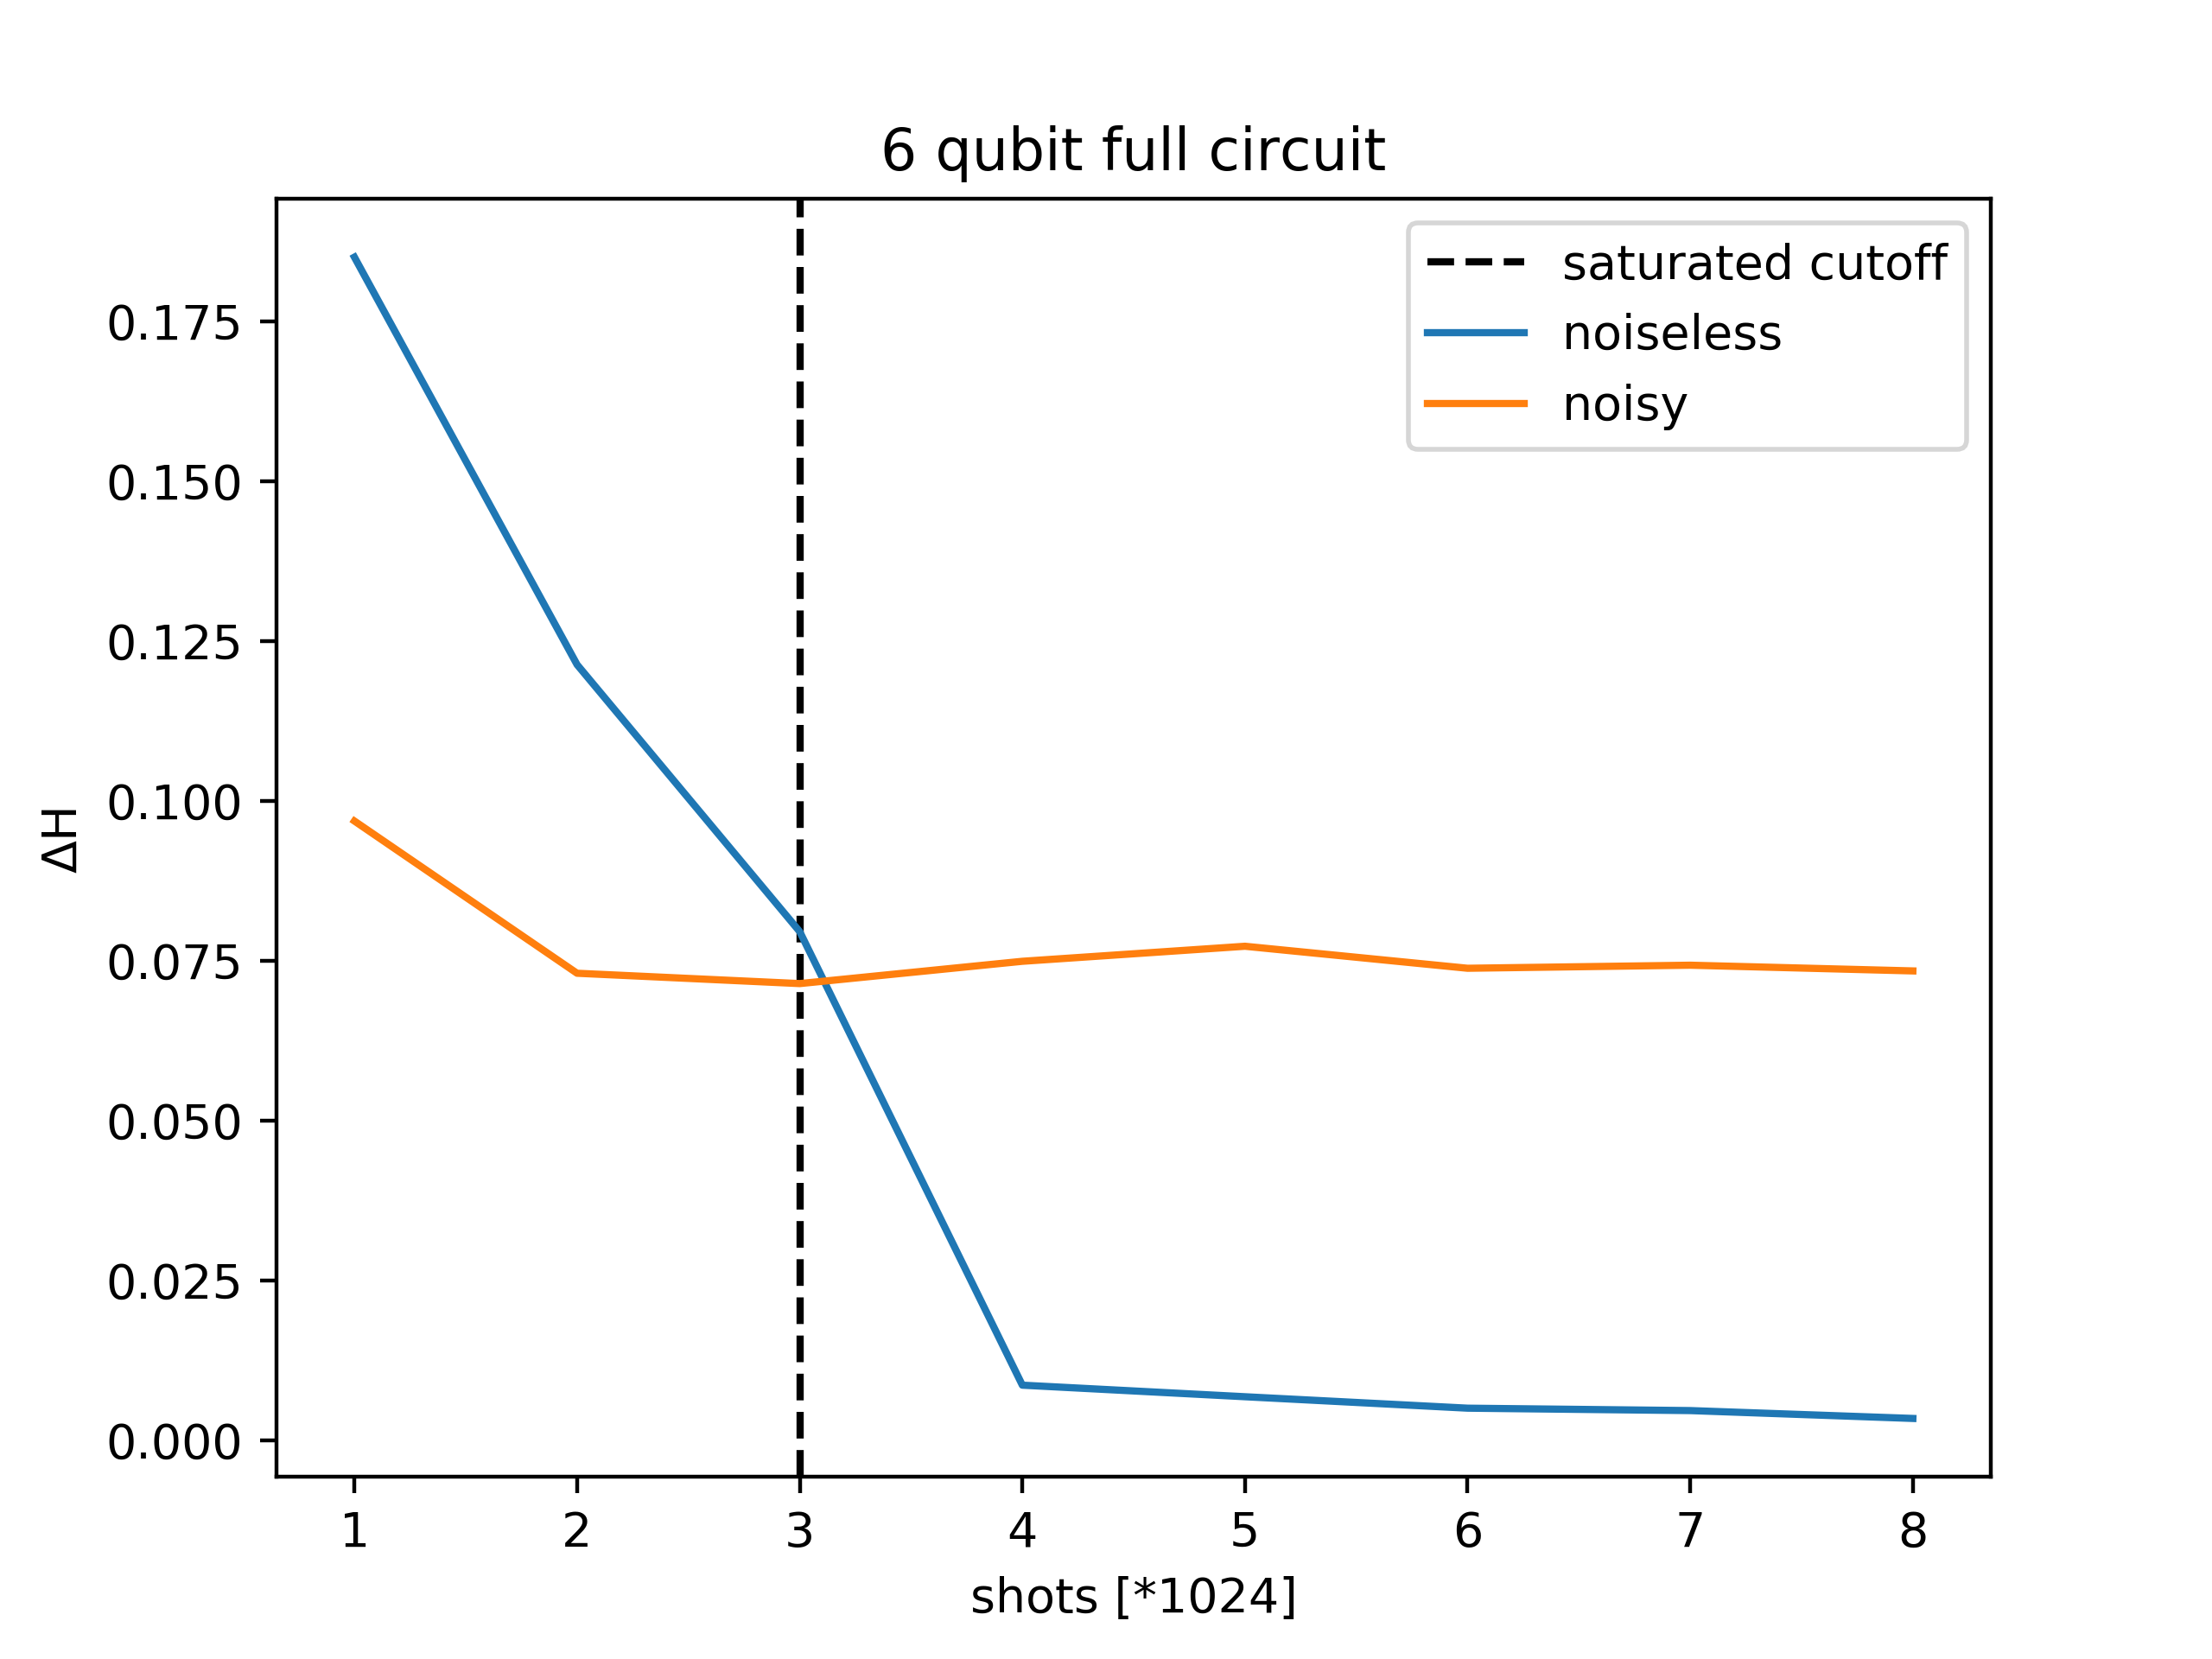 6 qubit full circuit
saturated cutoff
noiseless
noisy
0.175
0.150
0.125
0.100
0.075
0.050
0.025
0.000
ΔH
1 2 3 4 5 6 7 8
shots [*1024]